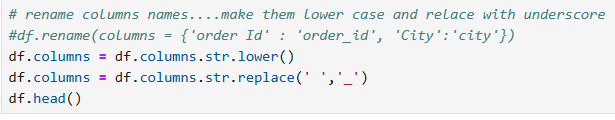 # rename columns names....make them lower case and relace with underscore
#df.rename(columns = {'order Id' : 'order_id', 'City':'city'})
df.columns = df.columns.str.lower()
df.columns = df.columns.str.replace(' ','_')
df.head()